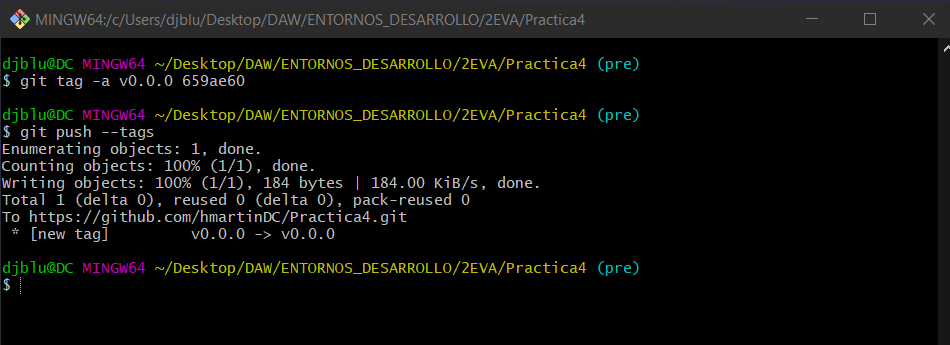 MINGW64:/c/Users/djblu/Desktop/DAW/ENTORNOS_DESARROLLO/2EVA/Practica4
djblu@DC MINGW64 ~/Desktop/DAW/ENTORNOS_DESARROLLO/2EVA/Practica4 (pre)
$ git tag -a v0.0.0 659ae60
djblu@DC MINGW64 ~/Desktop/DAW/ENTORNOS_DESARROLLO/2EVA/Practica4 (pre)
$ git push --tags
Enumerating objects: 1, done.
Counting objects: 100% (1/1), done.
Writing objects: 100% (1/1), 184 bytes | 184.00 KiB/s, done.
Total 1 (delta 0), reused 0 (delta 0), pack-reused 0
To https://github.com/hmartinDC/Practica4.git
 * [new tag]         v0.0.0 -> v0.0.0
djblu@DC MINGW64 ~/Desktop/DAW/ENTORNOS_DESARROLLO/2EVA/Practica4 (pre)
$